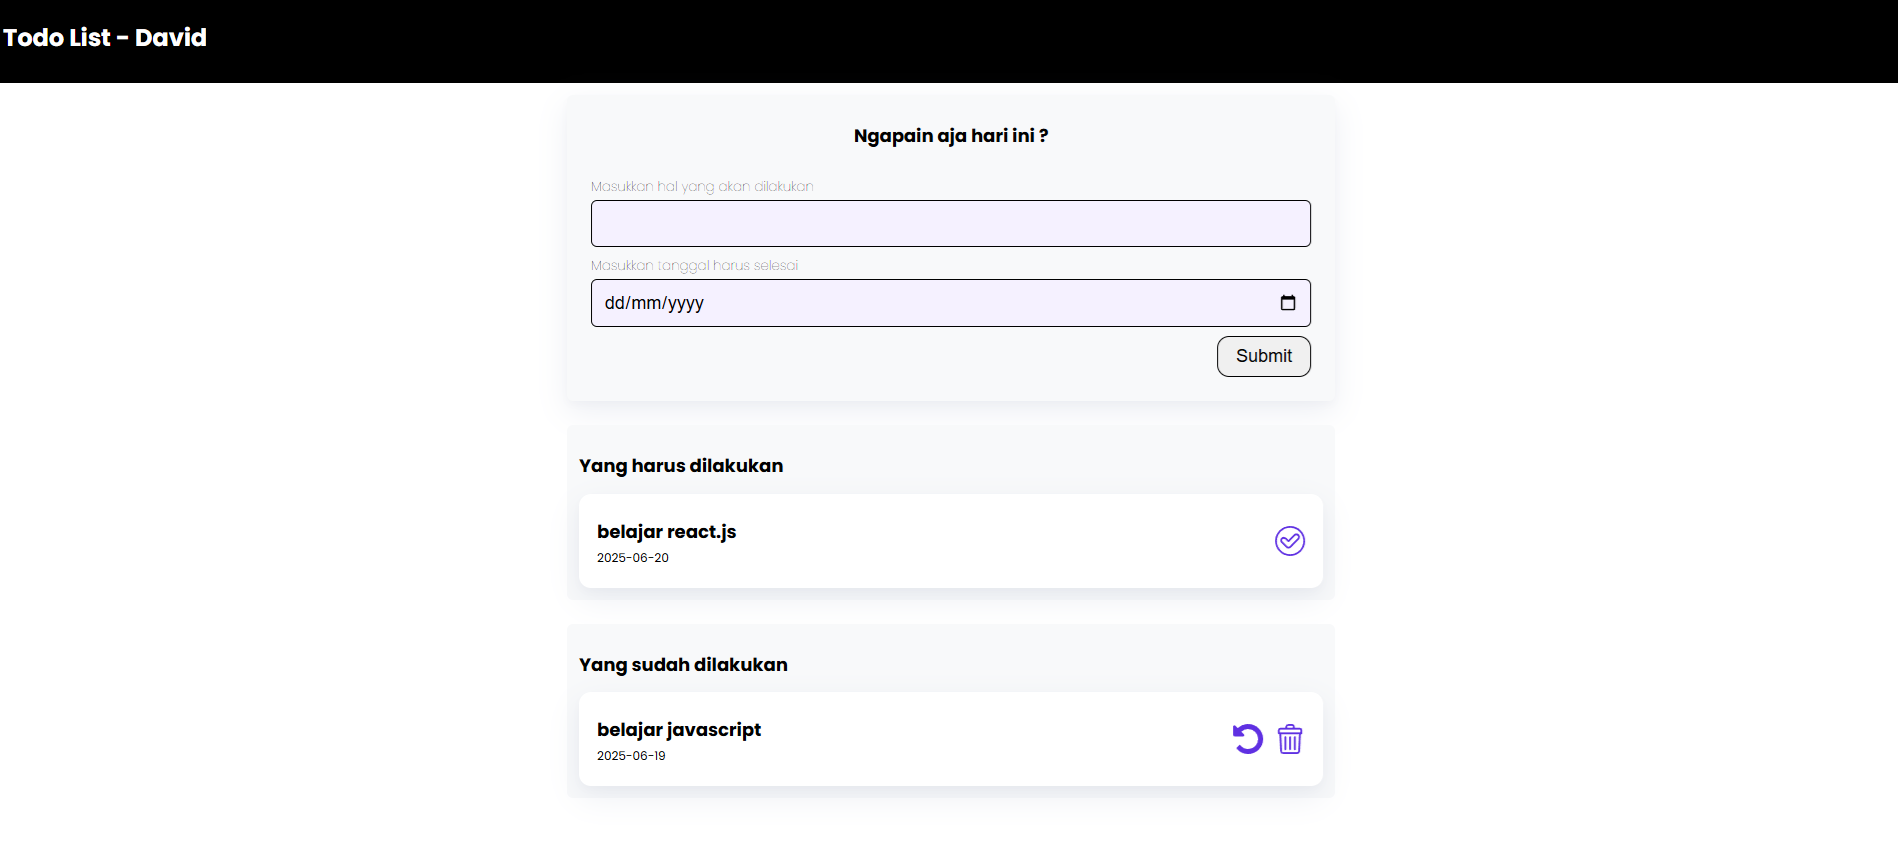 Todo List - David
Ngapain aja hari ini ?
Masukkan hal yang akan dilakukan
Masukkan tanggal harus selesai
dd/mm/yyyy
Submit
Yang harus dilakukan
belajar react.js
2025-06-20
Yang sudah dilakukan
belajar javascript
2025-06-19